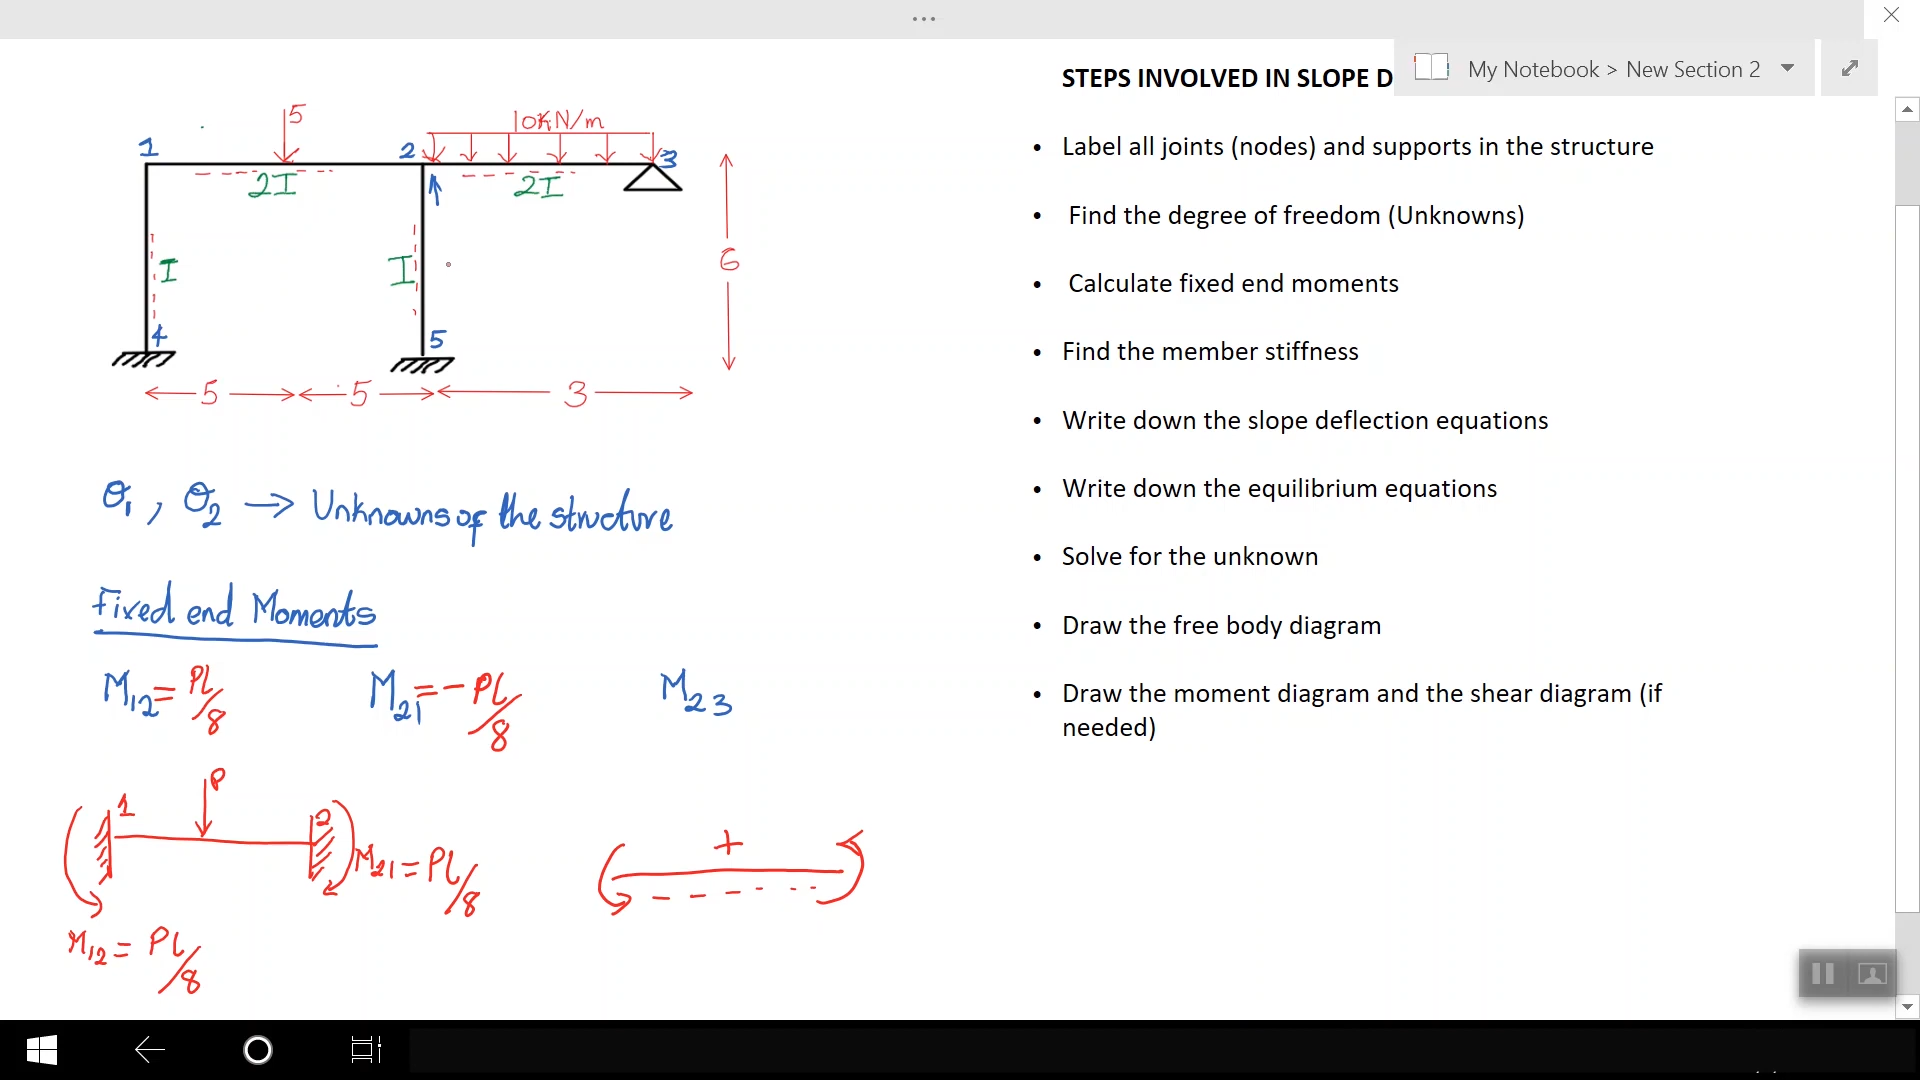 My Notebook > New Section 2
STEPS INVOLVED IN SLOPE D
• Label all joints (nodes) and supports in the structure
• Find the degree of freedom (Unknowns)
• Calculate fixed end moments
• Find the member stiffness
• Write down the slope deflection equations
• Write down the equilibrium equations
• Solve for the unknown
• Draw the free body diagram
• Draw the moment diagram and the shear diagram (if
needed)
5
10KN/m
1
2
3
2I
2I
I
I
6
4
5
5
5
3
θ₁, θ₂ → Unknowns of the structure
Fixed end Moments
M₁₂ = PL/8
M₂₁ = - PL/8
M₂₃
P
1
2
M₂₁ = PL/8
+
M₁₂ = PL/8